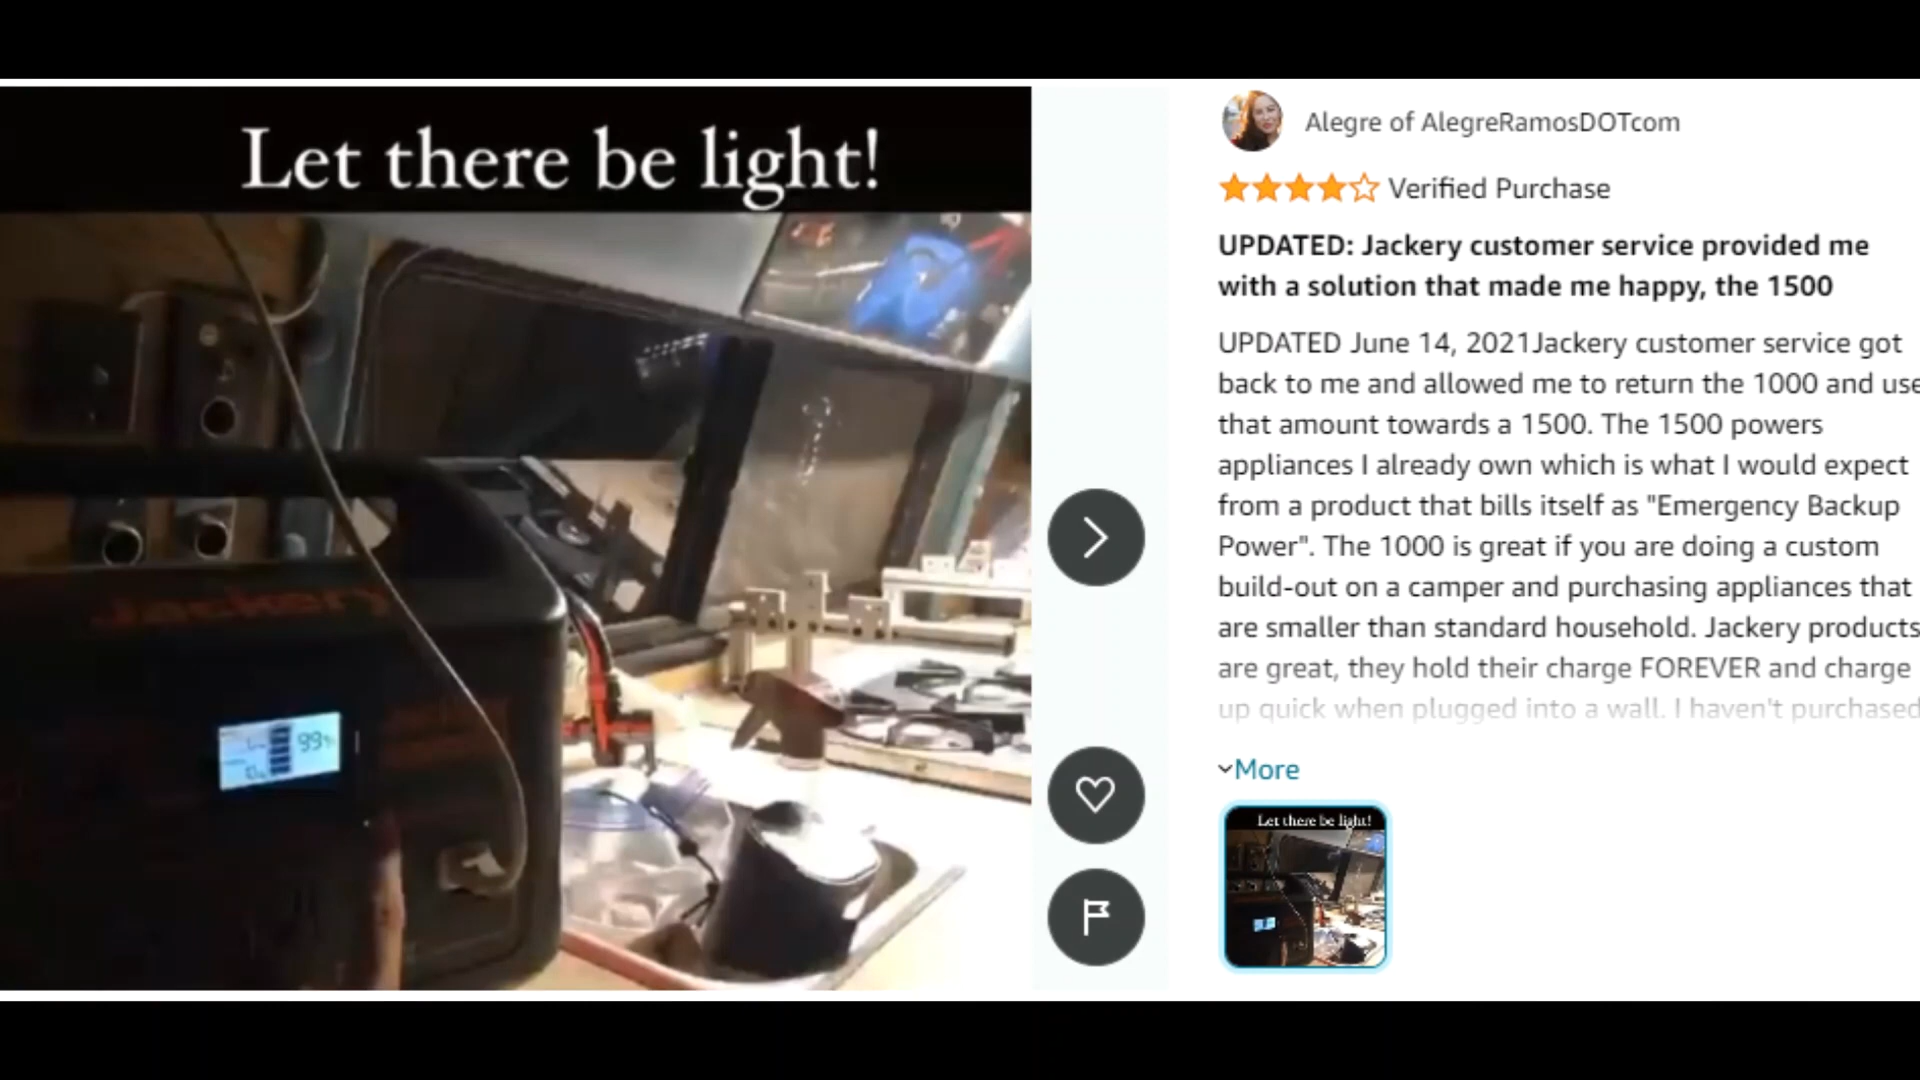 Let there be light!
Jackery
99%
Alegre of AlegreRamosDOTcom
Verified Purchase
UPDATED: Jackery customer service provided me
with a solution that made me happy, the 1500
UPDATED June 14, 2021Jackery customer service got
back to me and allowed me to return the 1000 and use
that amount towards a 1500. The 1500 powers
appliances I already own which is what I would expect
from a product that bills itself as "Emergency Backup
Power". The 1000 is great if you are doing a custom
build-out on a camper and purchasing appliances that
are smaller than standard household. Jackery products
are great, they hold their charge FOREVER and charge
up quick when plugged into a wall. I haven't purchased
More
Let there be light!